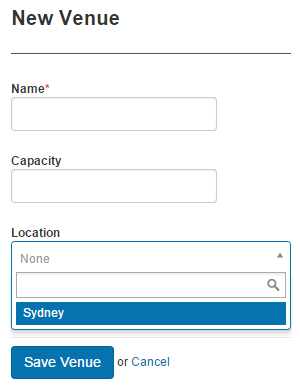 New Venue
Name*
Capacity
Location
None
Sydney
Save Venue or Cancel